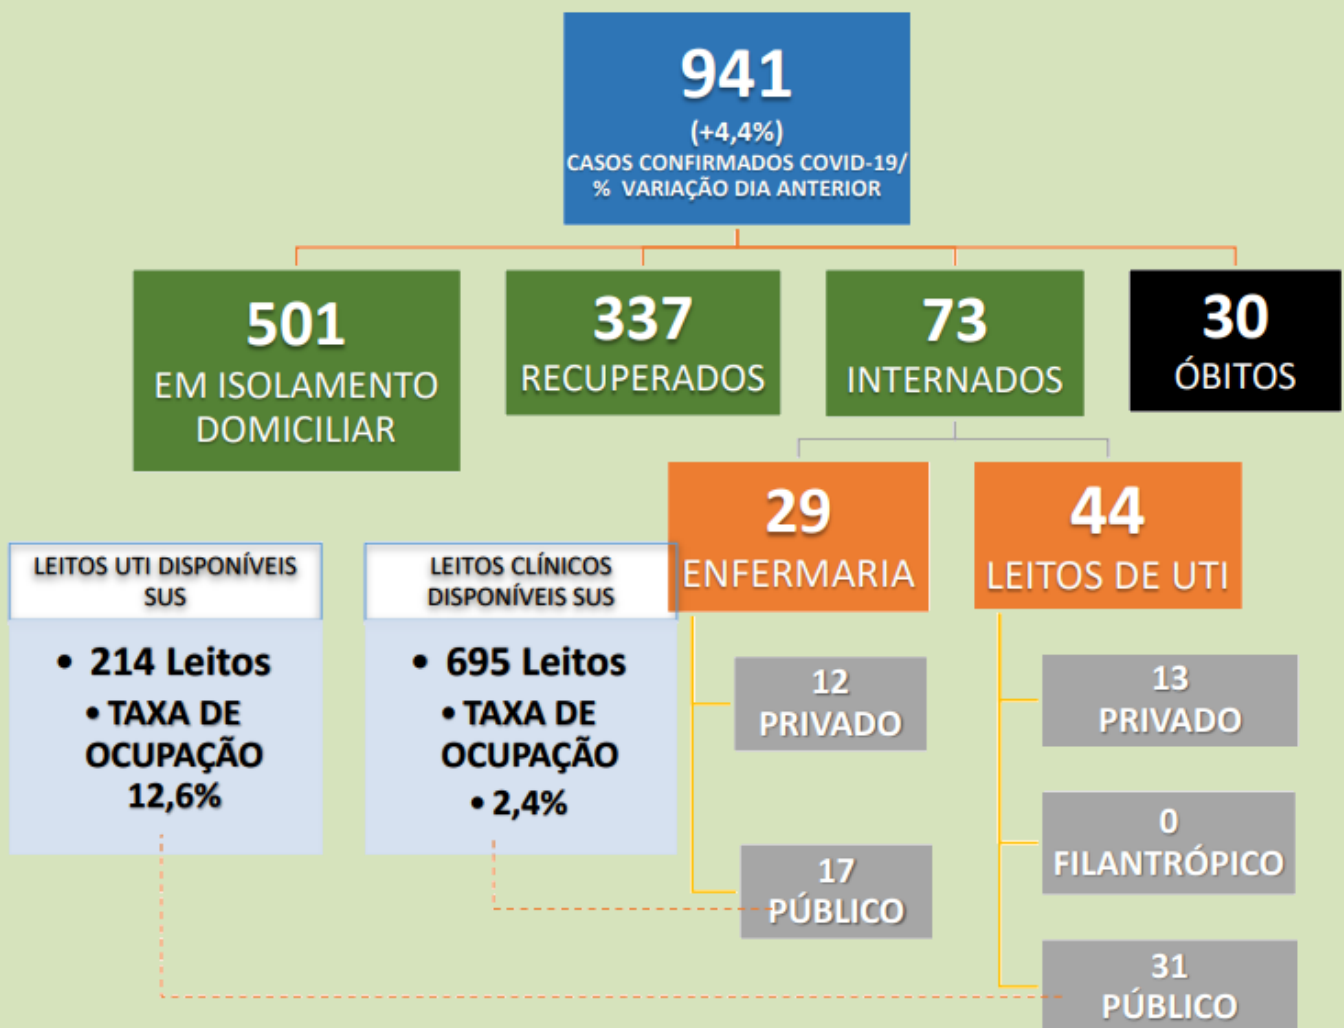 941
(+4,4%)
CASOS CONFIRMADOS COVID-19/
% VARIAÇÃO DIA ANTERIOR
501
EM ISOLAMENTO
DOMICILIAR
337
RECUPERADOS
73
INTERNADOS
30
ÓBITOS
29
ENFERMARIA
44
LEITOS DE UTI
LEITOS UTI DISPONÍVEIS
SUS
• 214 Leitos
• TAXA DE
OCUPAÇÃO
12,6%
LEITOS CLÍNICOS
DISPONÍVEIS SUS
• 695 Leitos
• TAXA DE
OCUPAÇÃO
• 2,4%
12
PRIVADO
17
PÚBLICO
13
PRIVADO
0
FILANTRÓPICO
31
PÚBLICO